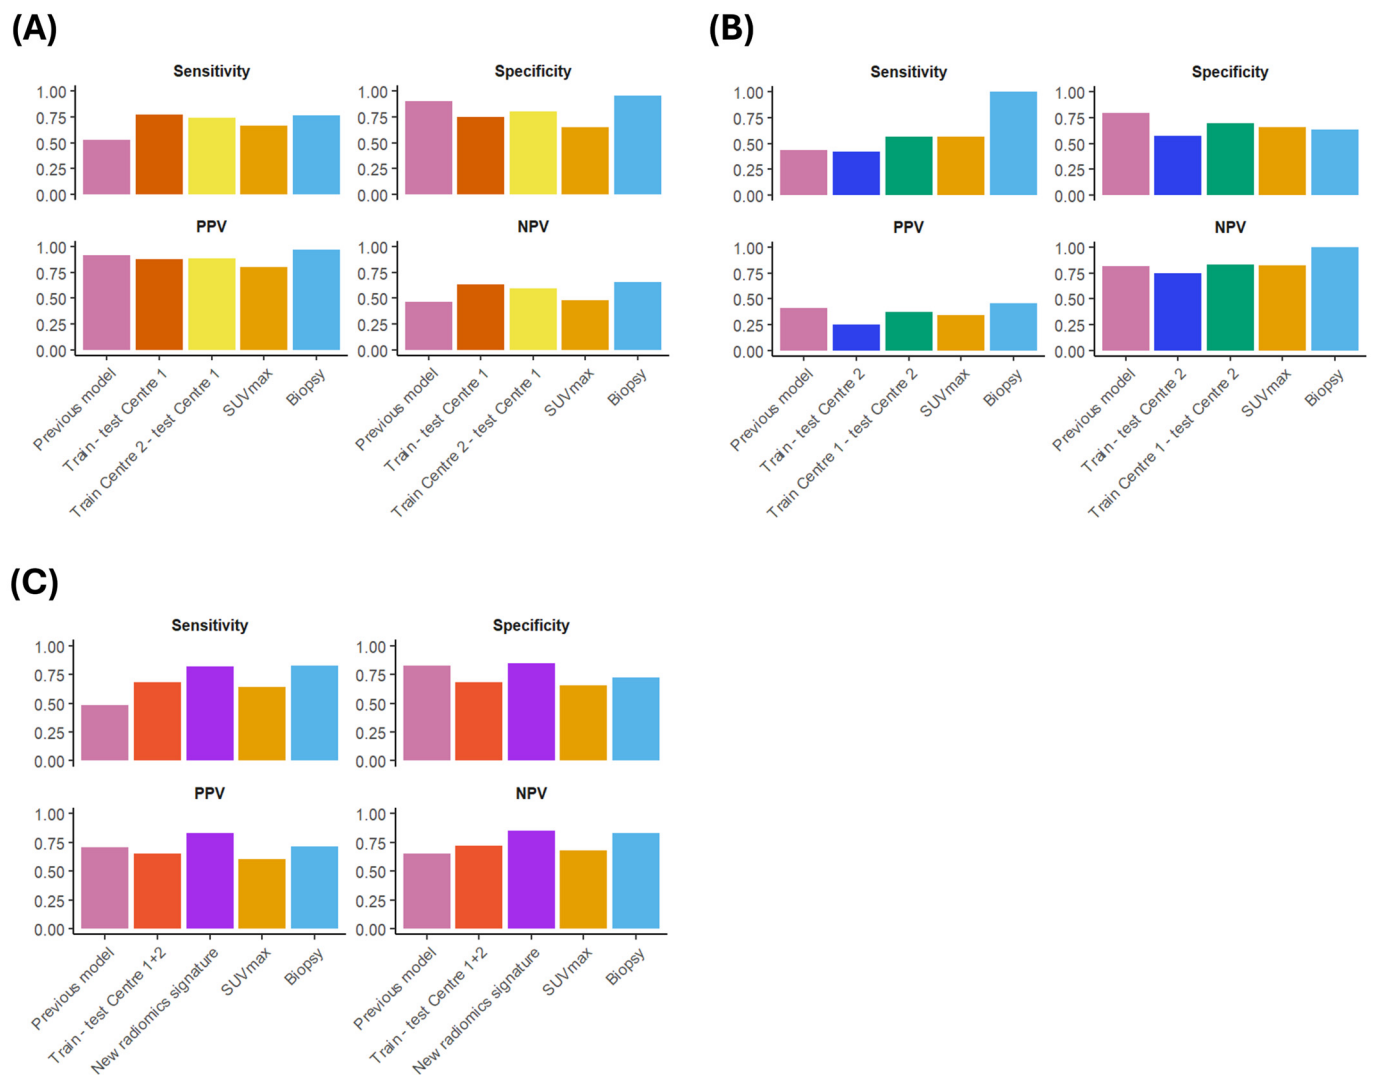 (A)
Sensitivity
Specificity
1.00
0.75
0.50
0.25
0.00
1.00
0.75
0.50
0.25
0.00
PPV
NPV
1.00
0.75
0.50
0.25
0.00
1.00
0.75
0.50
0.25
0.00
Previous model
Train - test Centre 1
Train Centre 2 - test Centre 1
SUVmax
Biopsy
Previous model
Train - test Centre 1
Train Centre 2 - test Centre 1
SUVmax
Biopsy
(B)
Sensitivity
Specificity
1.00
0.75
0.50
0.25
0.00
1.00
0.75
0.50
0.25
0.00
PPV
NPV
1.00
0.75
0.50
0.25
0.00
1.00
0.75
0.50
0.25
0.00
Previous model
Train - test Centre 2
Train Centre 1 - test Centre 2
SUVmax
Biopsy
Previous model
Train - test Centre 2
Train Centre 1 - test Centre 2
SUVmax
Biopsy
(C)
Sensitivity
Specificity
1.00
0.75
0.50
0.25
0.00
1.00
0.75
0.50
0.25
0.00
PPV
NPV
1.00
0.75
0.50
0.25
0.00
1.00
0.75
0.50
0.25
0.00
Previous model
Train - test Centre 1+2
New radiomics signature
SUVmax
Biopsy
Previous model
Train - test Centre 1+2
New radiomics signature
SUVmax
Biopsy